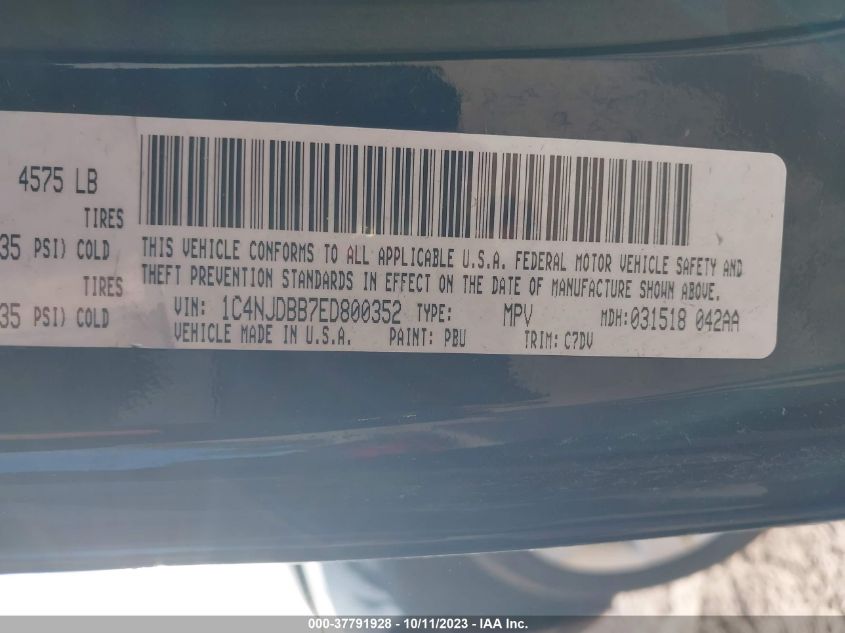 4575 LB
TIRES
35 PSI) COLD
TIRES
35 PSI) COLD
THIS VEHICLE CONFORMS TO ALL APPLICABLE U.S.A. FEDERAL MOTOR VEHICLE SAFETY AND
THEFT PREVENTION STANDARDS IN EFFECT ON THE DATE OF MANUFACTURE SHOWN ABOVE.
VIN: 1C4NJDBB7ED800352 TYPE: MPV MDH:031518 042AA
VEHICLE MADE IN U.S.A. PAINT: PBU TRIM: C7DV
000-37791928 - 10/11/2023 - IAAI.com